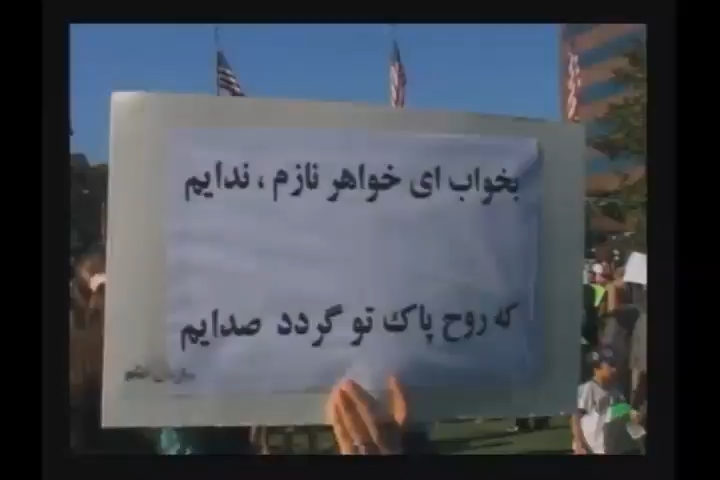 بخواب ای خواهر نازم ، ندایم
که روح پاک تو گردد صدایم